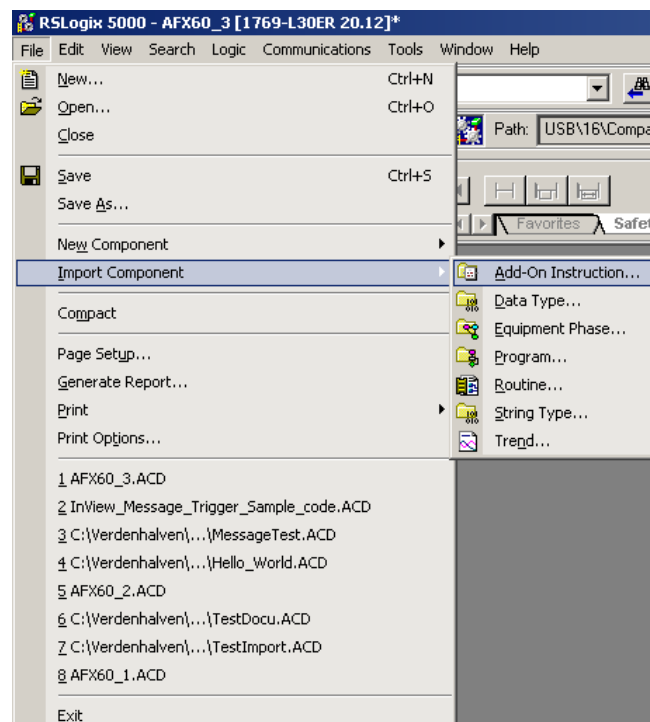 RSLogix 5000 - AFX60_3 [1769-L30ER 20.12]*
File Edit View Search Logic Communications Tools Window Help
New... Ctrl+N
Open... Ctrl+O
Close
Path: USB\16\Compa
Save Ctrl+S
Save As...
Favorites Safet
New Component
Import Component
Add-On Instruction...
Data Type...
Equipment Phase...
Program...
Routine...
String Type...
Trend...
Compact
Page Setup...
Generate Report...
Print
Print Options...
1 AFX60_3.ACD
2 InView_Message_Trigger_Sample_code.ACD
3 C:\Verdenhalven\...\MessageTest.ACD
4 C:\Verdenhalven\...\Hello_World.ACD
5 AFX60_2.ACD
6 C:\Verdenhalven\...\TestDocu.ACD
7 C:\Verdenhalven\...\TestImport.ACD
8 AFX60_1.ACD
Exit